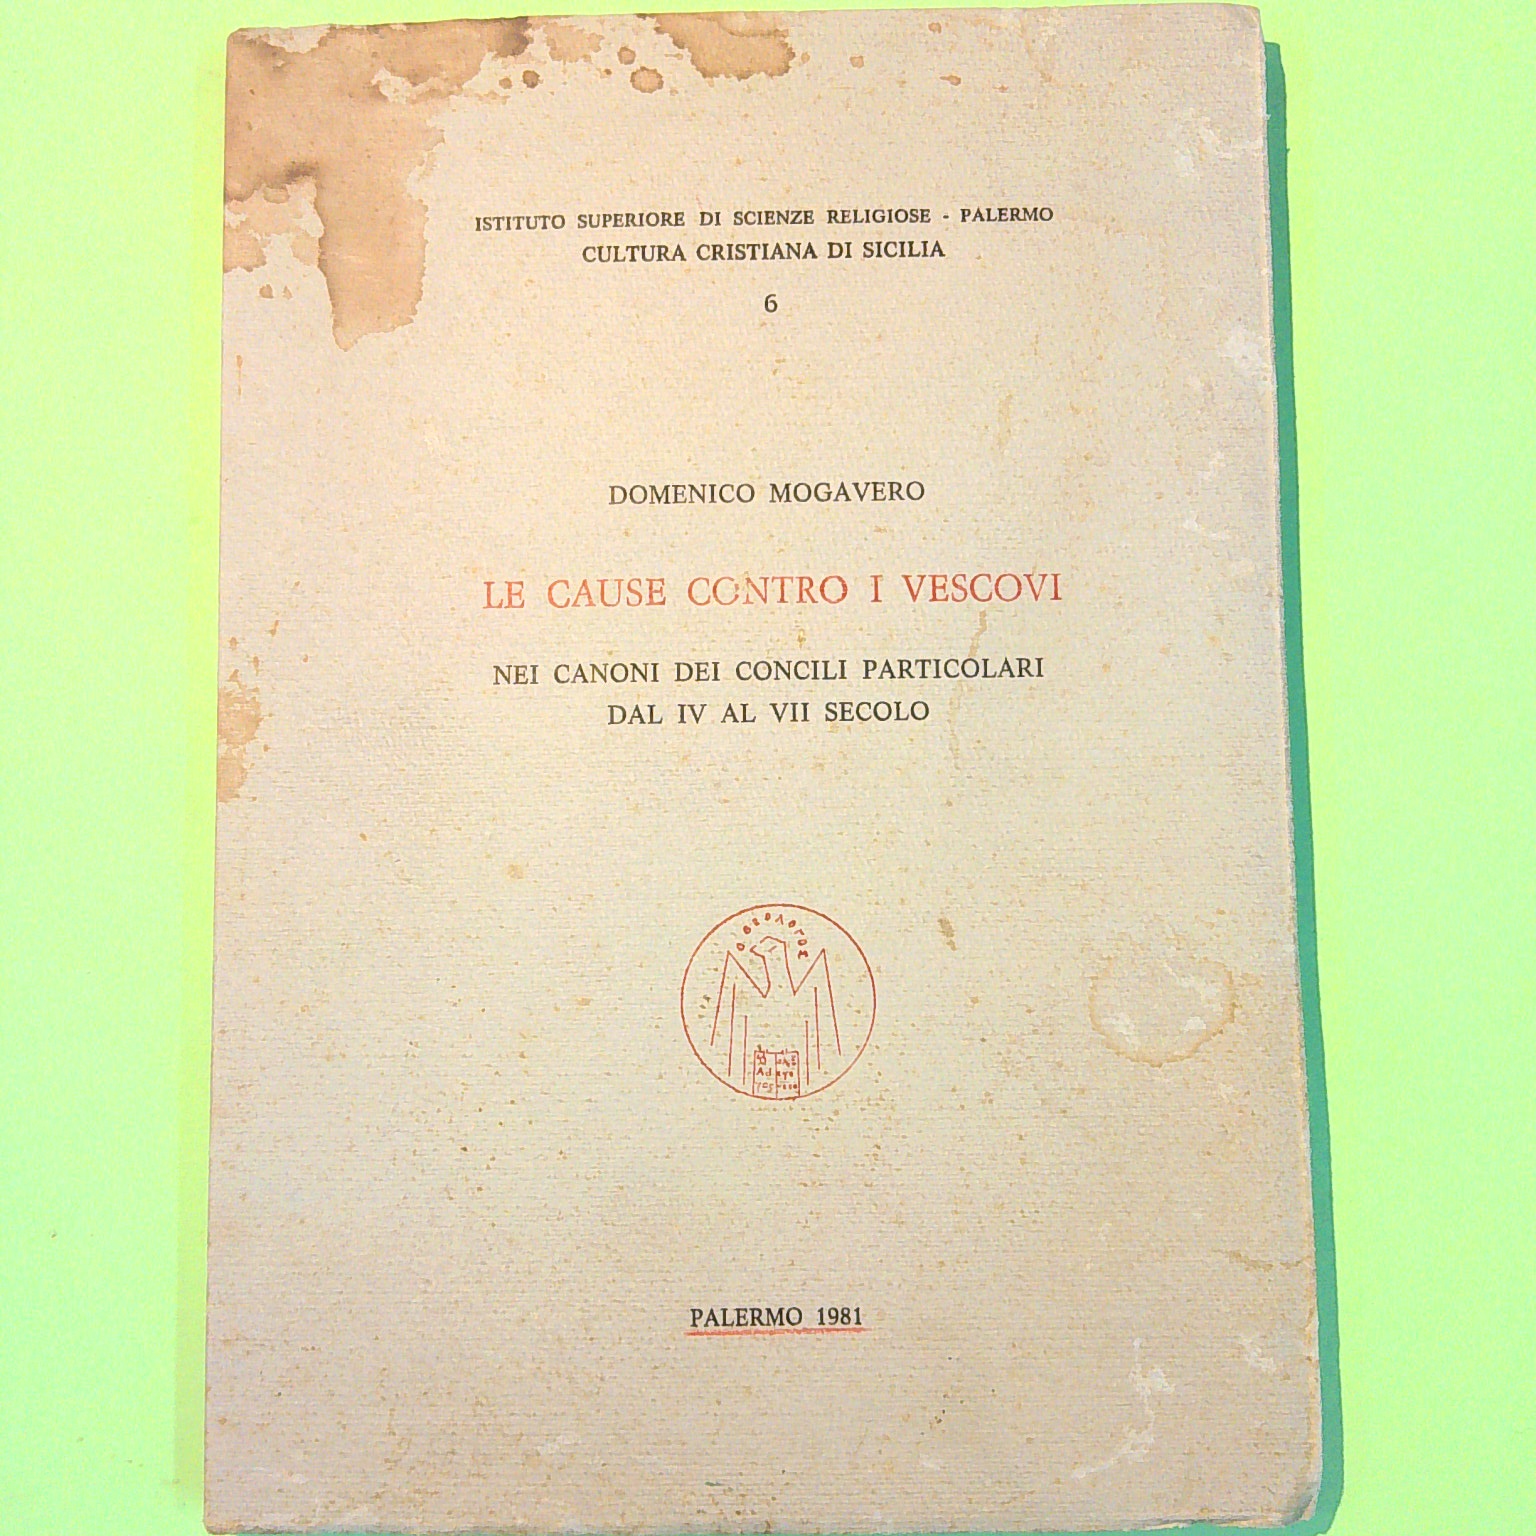 ISTITUTO SUPERIORE DI SCIENZE RELIGIOSE - PALERMO
CULTURA CRISTIANA DI SICILIA
6
DOMENICO MOGAVERO
LE CAUSE CONTRO I VESCOVI
NEI CANONI DEI CONCILI PARTICOLARI
DAL IV AL VII SECOLO
PALERMO 1981